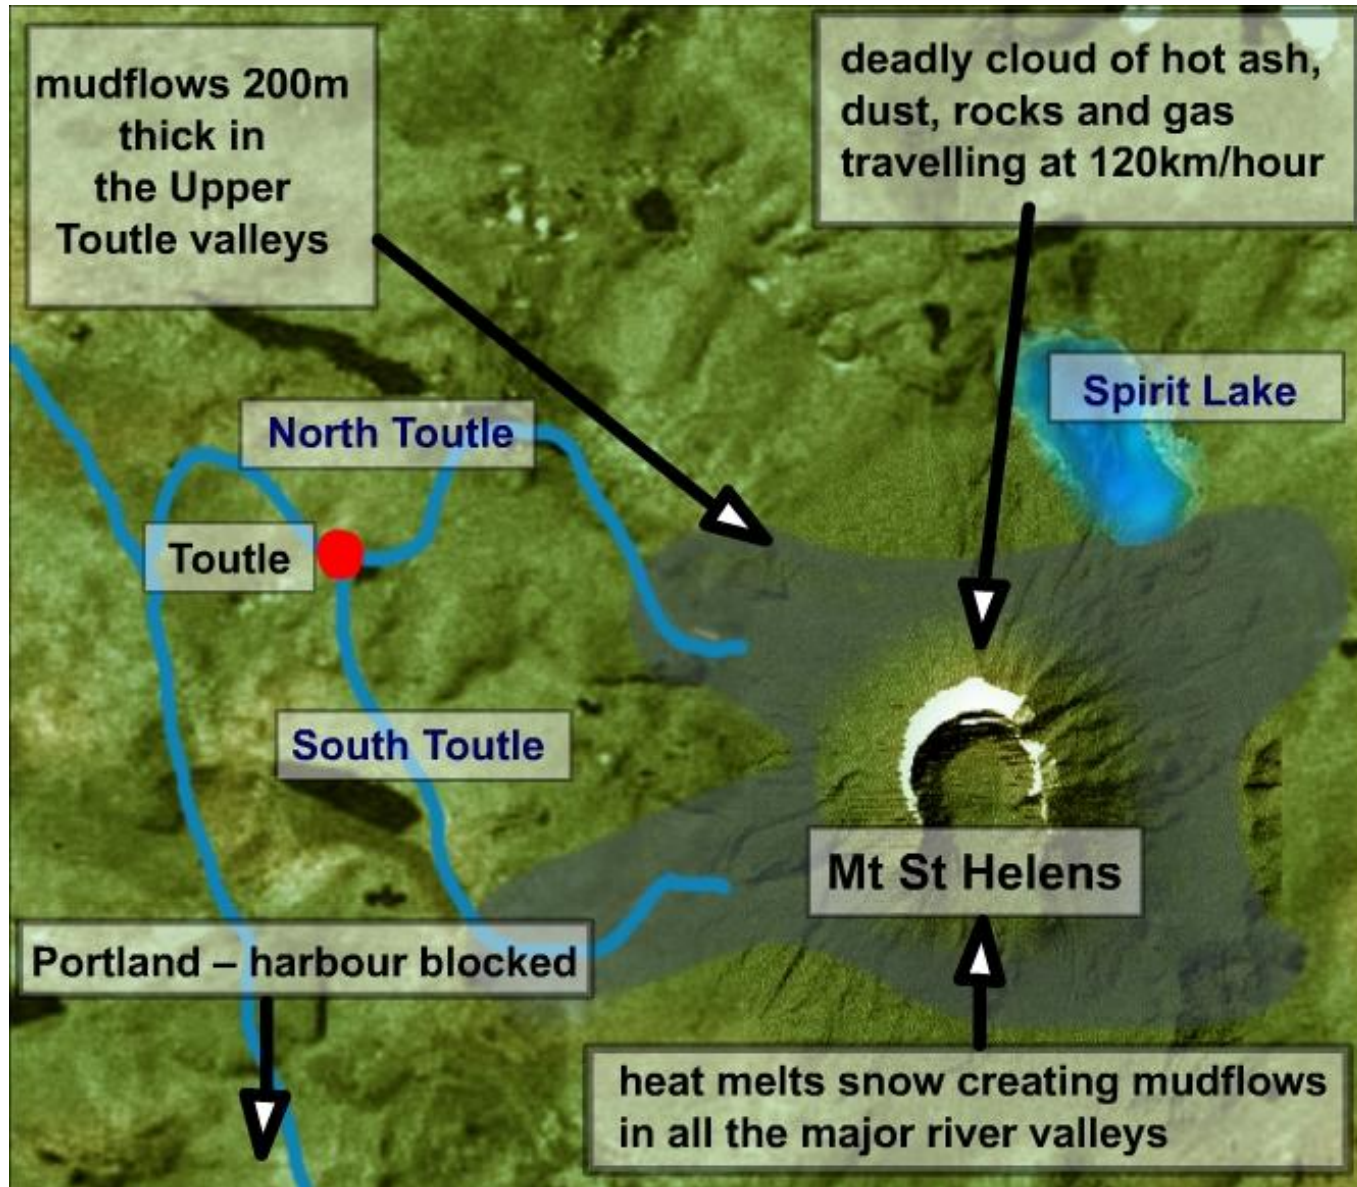 mudflows 200m
thick in
the Upper
Toutle valleys
deadly cloud of hot ash,
dust, rocks and gas
travelling at 120km/hour
Spirit Lake
North Toutle
Toutle
South Toutle
Mt St Helens
Portland – harbour blocked
heat melts snow creating mudflows
in all the major river valleys